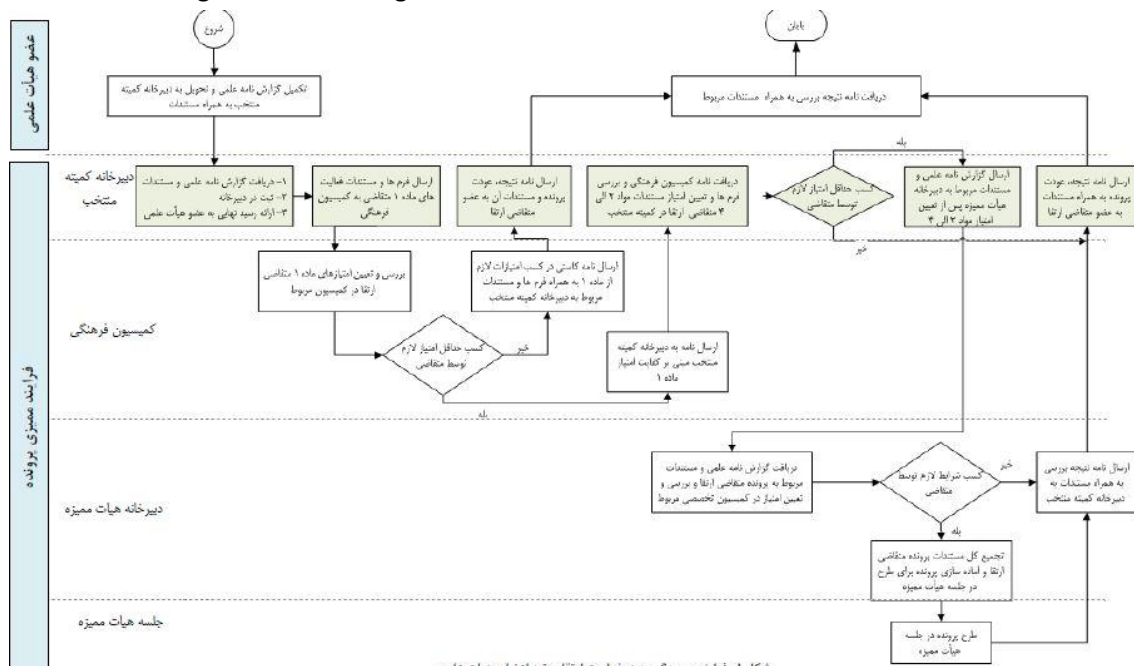 عضو هیأت علمی
شروع
پایان
تکمیل گزارش نامه علمی و تحویل به دبیرخانه کمیته
منتخب به همراه مستندات
دریافت نامه نتیجه بررسی به همراه مستندات مربوط
فرایند ممیزی پرونده
دبیرخانه کمیته
منتخب
۱- دریافت گزارش نامه علمی و مستندات
۲- ثبت در دبیرخانه
۳- ارائه رسید نهایی به عضو هیأت علمی
ارسال فرم ها و مستندات فعالیت
های ماده ۱ متقاضی به کمیسیون
فرهنگی
ارسال نامه نتیجه، عودت
پرونده و مستندات آن به عضو
متقاضی ارتقا
دریافت نامه کمیسیون فرهنگی و بررسی
فرم ها و تعیین امتیاز مستندات مواد ۲ الی
۴ متقاضی ارتقا در کمیته منتخب
کسب حداقل امتیاز لازم
توسط متقاضی
بله
خیر
ارسال گزارش نامه علمی و
مستندات مربوط به دبیرخانه
هیأت ممیزه پس از تعیین
امتیاز مواد ۲ الی ۴
ارسال نامه نتیجه، عودت
پرونده به همراه مستندات
به عضو متقاضی ارتقا
کمیسیون فرهنگی
بررسی و تعیین امتیازهای ماده ۱ متقاضی
ارتقا در کمیسیون مربوط
کسب حداقل امتیاز لازم
توسط متقاضی
خیر
بله
ارسال نامه کاستی در کسب امتیازات لازم
از ماده ۱ به همراه فرم ها و مستندات
مربوط به دبیرخانه کمیته منتخب
ارسال نامه به دبیرخانه کمیته
منتخب مبنی بر کفایت امتیاز
ماده ۱
دبیرخانه هیات ممیزه
دریافت گزارش نامه علمی و مستندات
مربوط به پرونده متقاضی ارتقا و بررسی و
تعیین امتیاز در کمیسیون تخصصی مربوط
کسب شرایط لازم توسط
متقاضی
خیر
بله
ارسال نامه نتیجه بررسی
به همراه مستندات به
دبیرخانه کمیته منتخب
تجمیع کل مستندات پرونده متقاضی
ارتقا و آماده سازی پرونده برای طرح
در جلسه هیأت ممیزه
جلسه هیات ممیزه
طرح پرونده در جلسه
هیأت ممیزه